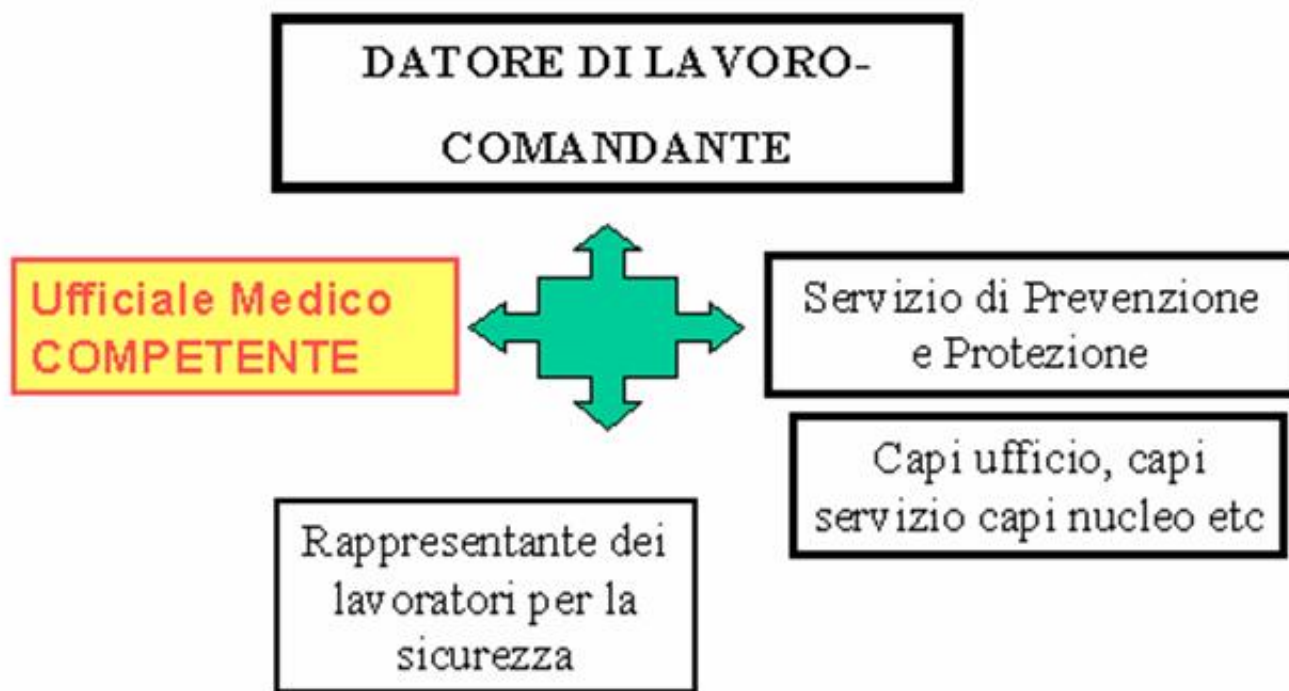 DATORE DI LAVORO-
COMANDANTE
Ufficiale Medico
COMPETENTE
Servizio di Prevenzione
e Protezione
Capi ufficio, capi
servizio capi nucleo etc
Rappresentante dei
lavoratori per la
sicurezza